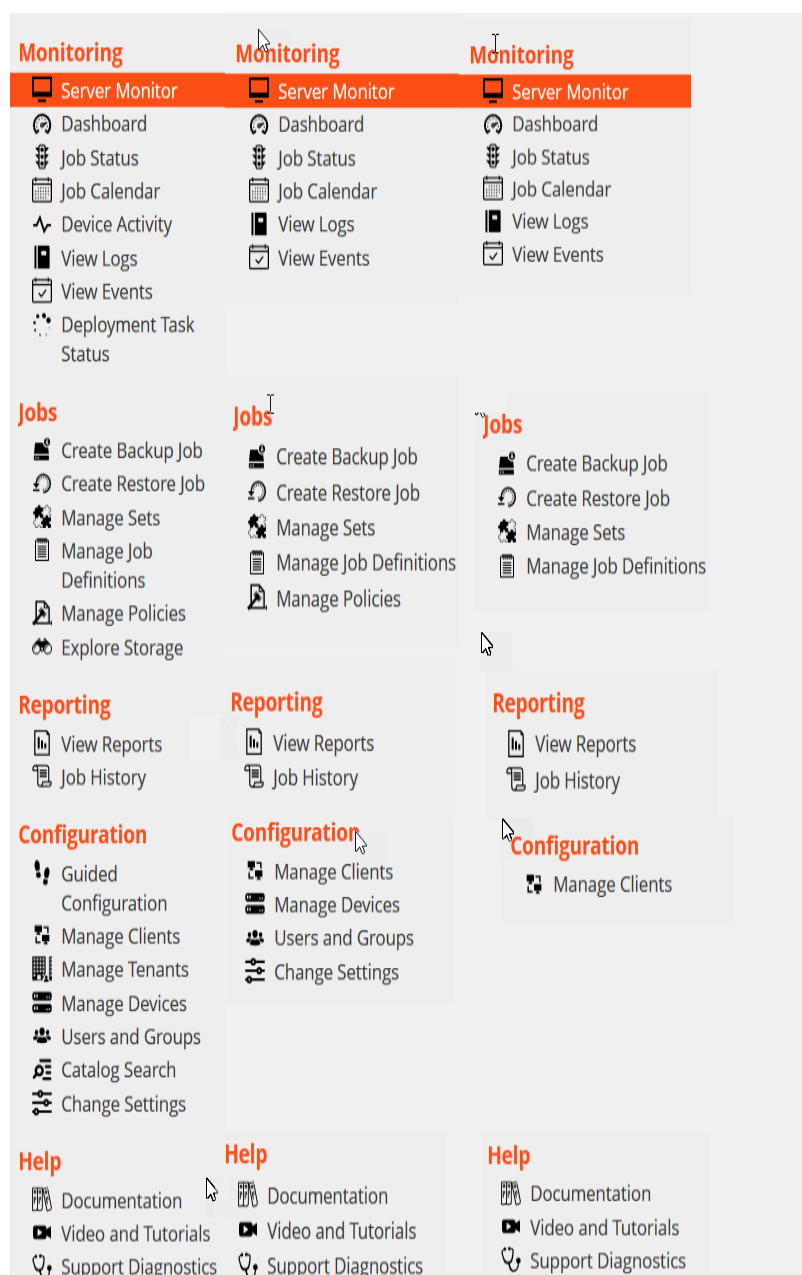 Monitoring
Server Monitor
Dashboard
Job Status
Job Calendar
Device Activity
View Logs
View Events
Deployment Task
Status
Jobs
Create Backup Job
Create Restore Job
Manage Sets
Manage Job
Definitions
Manage Policies
Explore Storage
Reporting
View Reports
Job History
Configuration
Guided
Configuration
Manage Clients
Manage Tenants
Manage Devices
Users and Groups
Catalog Search
Change Settings
Help
Documentation
Video and Tutorials
Support Diagnostics
Monitoring
Server Monitor
Dashboard
Job Status
Job Calendar
View Logs
View Events
Jobs
Create Backup Job
Create Restore Job
Manage Sets
Manage Job Definitions
Manage Policies
Reporting
View Reports
Job History
Configuration
Manage Clients
Manage Devices
Users and Groups
Change Settings
Help
Documentation
Video and Tutorials
Support Diagnostics
Monitoring
Server Monitor
Dashboard
Job Status
Job Calendar
View Logs
View Events
Jobs
Create Backup Job
Create Restore Job
Manage Sets
Manage Job Definitions
Reporting
View Reports
Job History
Configuration
Manage Clients
Help
Documentation
Video and Tutorials
Support Diagnostics